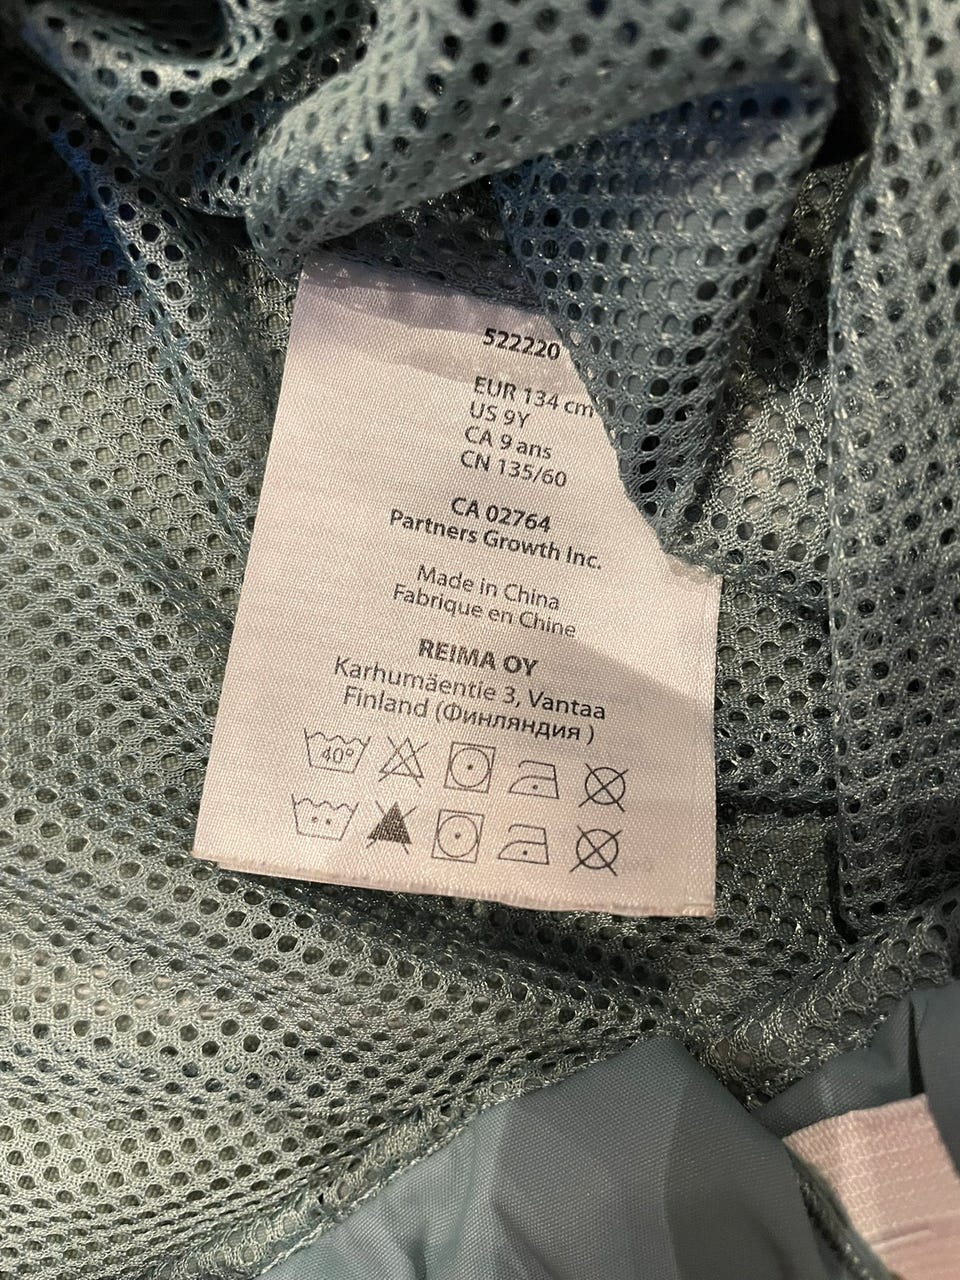 522220
EUR 134 cm
US 9Y
CA 9 ans
CN 135/60
CA 02764
Partners Growth Inc.
Made in China
Fabrique en Chine
REIMA OY
Karhumäentie 3, Vantaa
Finland (Финляндия )
40°